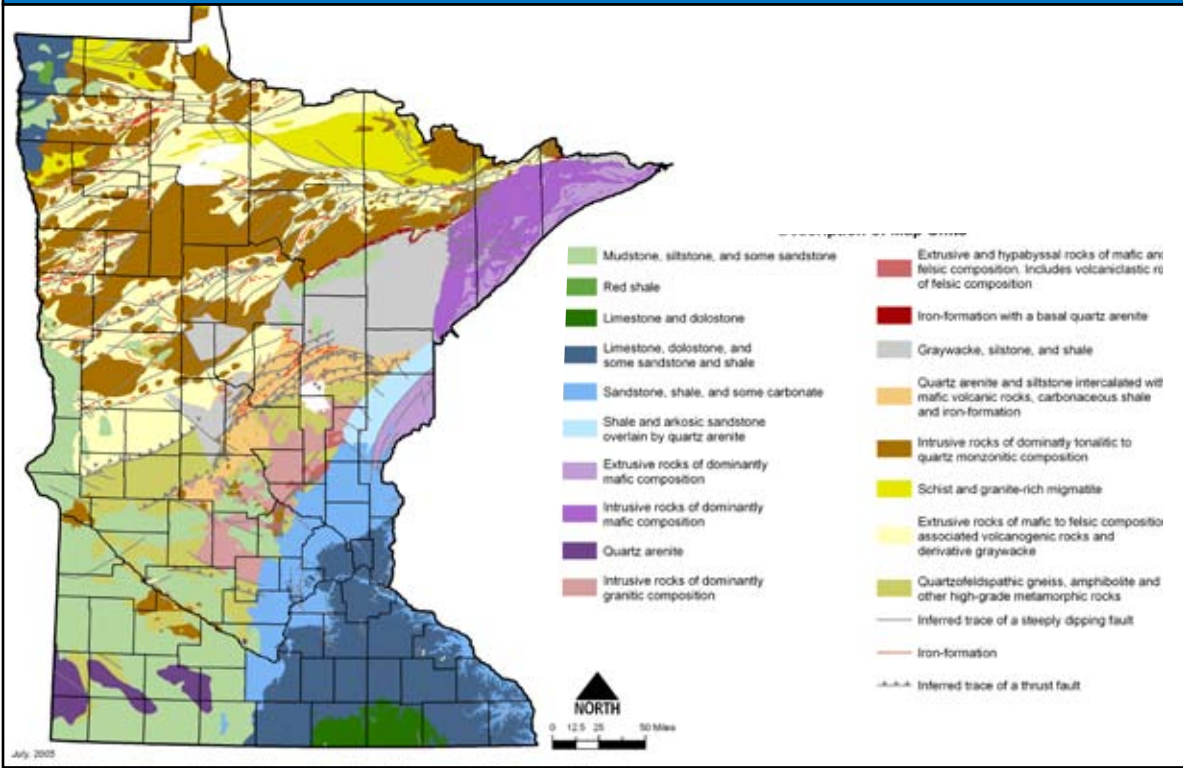 Mudstone, siltstone, and some sandstone
Red shale
Limestone and dolostone
Limestone, dolostone, and
some sandstone and shale
Sandstone, shale, and some carbonate
Shale and arkosic sandstone
overlain by quartz arenite
Extrusive rocks of dominantly
mafic composition
Intrusive rocks of dominantly
mafic composition
Quartz arenite
Intrusive rocks of dominantly
granitic composition
Extrusive and hypabyssal rocks of mafic and
felsic composition. Includes volcaniclastic ro
of felsic composition
Iron-formation with a basal quartz arenite
Graywacke, silstone, and shale
Quartz arenite and siltstone intercalated with
mafic volcanic rocks, carbonaceous shale
and iron-formation
Intrusive rocks of dominatly tonalitic to
quartz monzonitic composition
Schist and granite-rich migmatite
Extrusive rocks of mafic to felsic composition
associated volcanogenic rocks and
derivative graywacke
Quartzofeldspathic gneiss, amphibolite and
other high-grade metamorphic rocks
Inferred trace of a steeply dipping fault
Iron-formation
Inferred trace of a thrust fault
NORTH
0 12.5 25 50 Miles
July, 2005